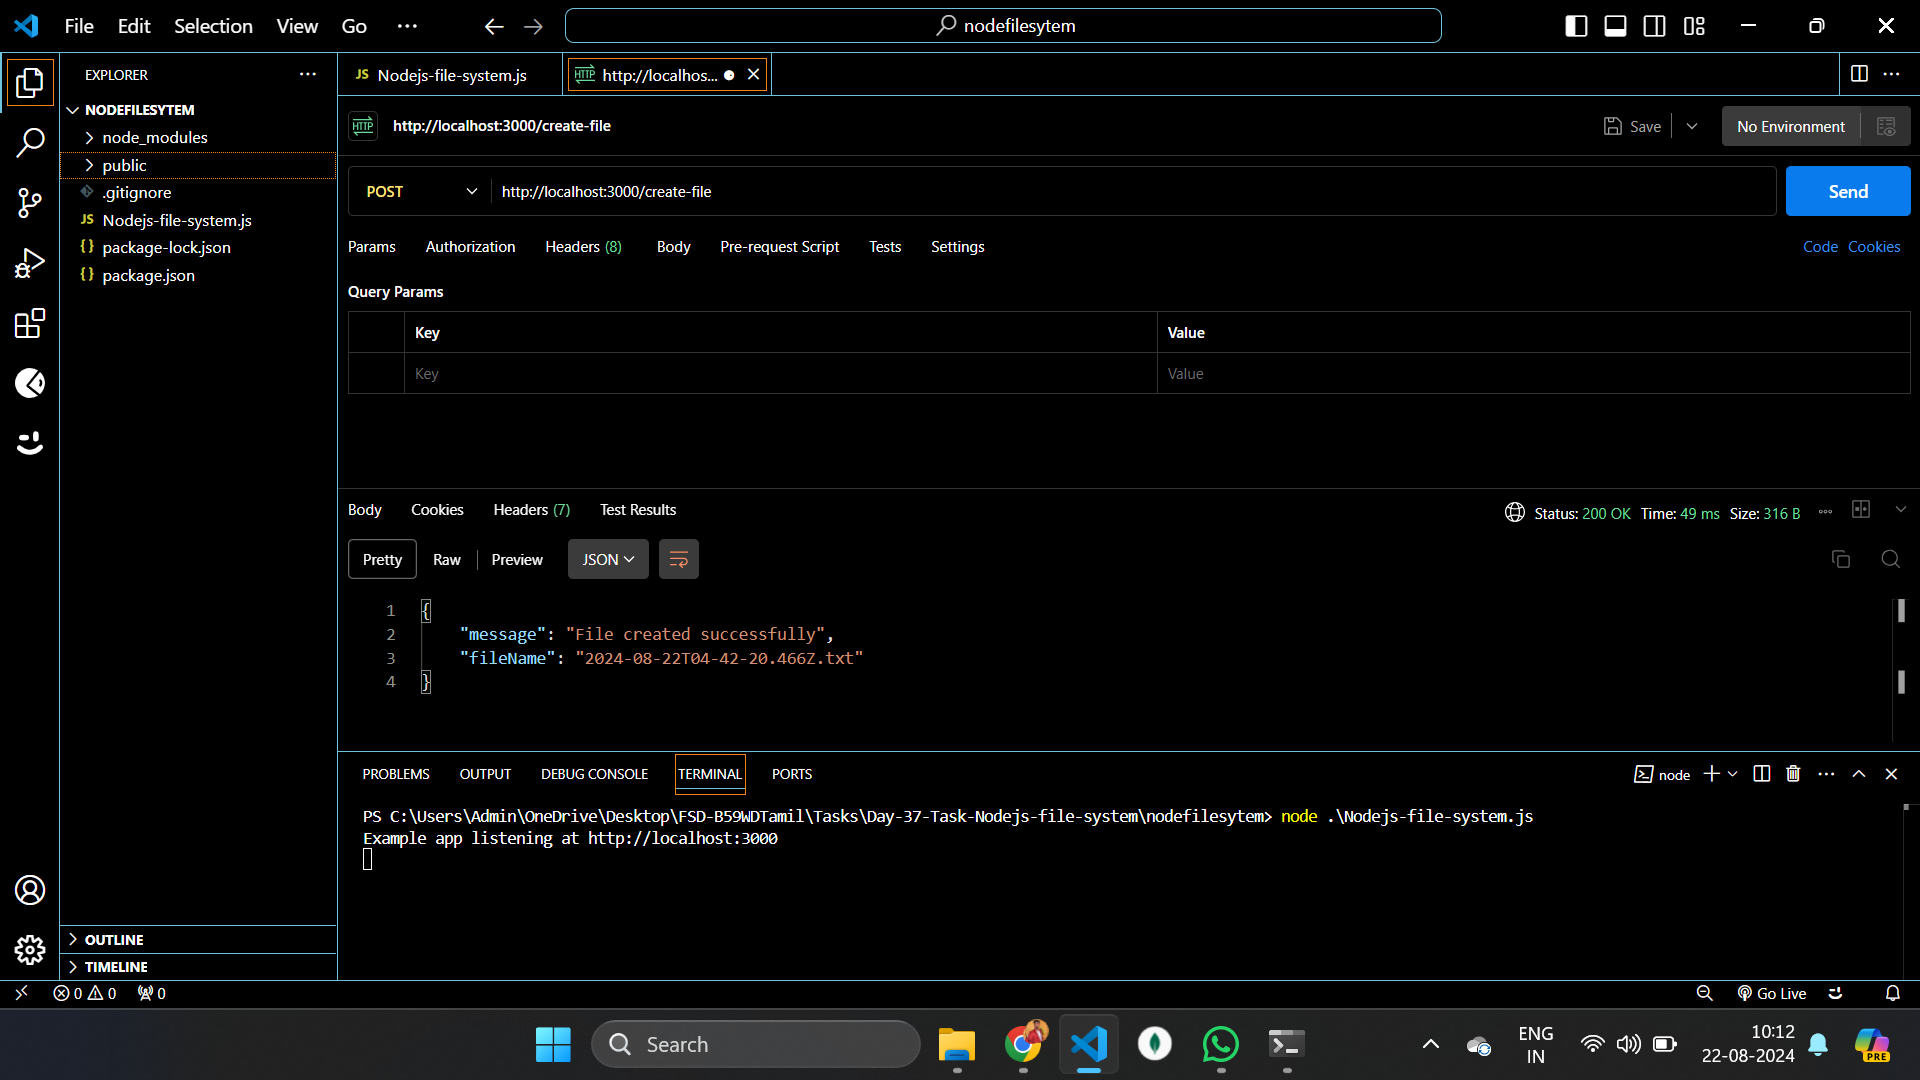 File Edit Selection View Go ··· nodefilesytem
EXPLORER ···
NODEFILESYTEM
node_modules
public
.gitignore
JS Nodejs-file-system.js
{} package-lock.json
{} package.json
OUTLINE
TIMELINE
JS Nodejs-file-system.js
HTTP http://localhos...
HTTP http://localhost:3000/create-file
Save
No Environment
POST http://localhost:3000/create-file
Send
Params Authorization Headers (8) Body Pre-request Script Tests Settings
Code Cookies
Query Params
Key Value
Key Value
Body Cookies Headers (7) Test Results
Status: 200 OK Time: 49 ms Size: 316 B
Pretty Raw Preview JSON
1 {
2 "message": "File created successfully",
3 "fileName": "2024-08-22T04-42-20.466Z.txt"
4 }
PROBLEMS OUTPUT DEBUG CONSOLE TERMINAL PORTS
node
PS C:\Users\Admin\OneDrive\Desktop\FSD-B59WDTamil\Tasks\Day-37-Task-Nodejs-file-system\nodefilesytem> node .\Nodejs-file-system.js
Example app listening at http://localhost:3000
0 0 0
Go Live
Search
ENG
IN
10:12
22-08-2024
PRE